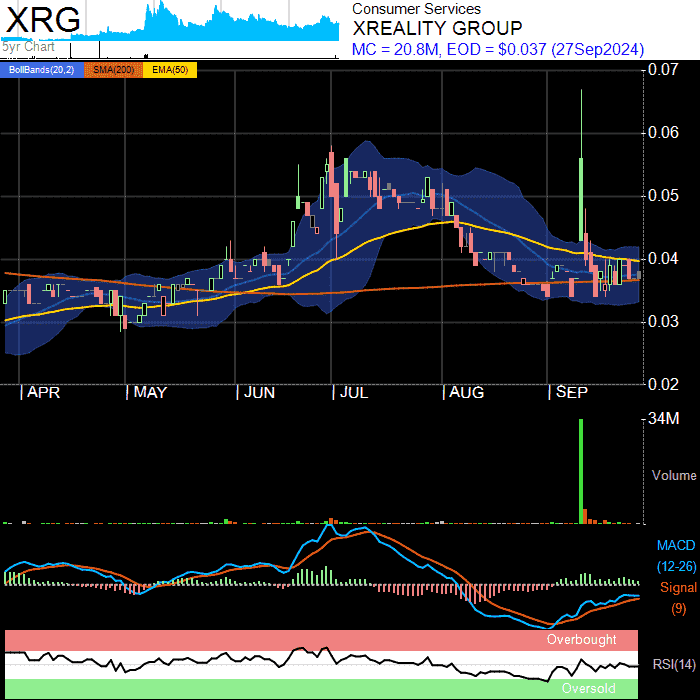 XRG
5yr Chart
Consumer Services
XREALITY GROUP
MC = 20.8M, EOD = $0.037 (27Sep2024)
BollBands(20,2) SMA(200) EMA(50)
0.07
0.06
0.05
0.04
0.03
0.02
APR MAY JUN JUL AUG SEP
34M
Volume
MACD
(12-26)
Signal
(9)
Overbought
RSI(14)
Oversold